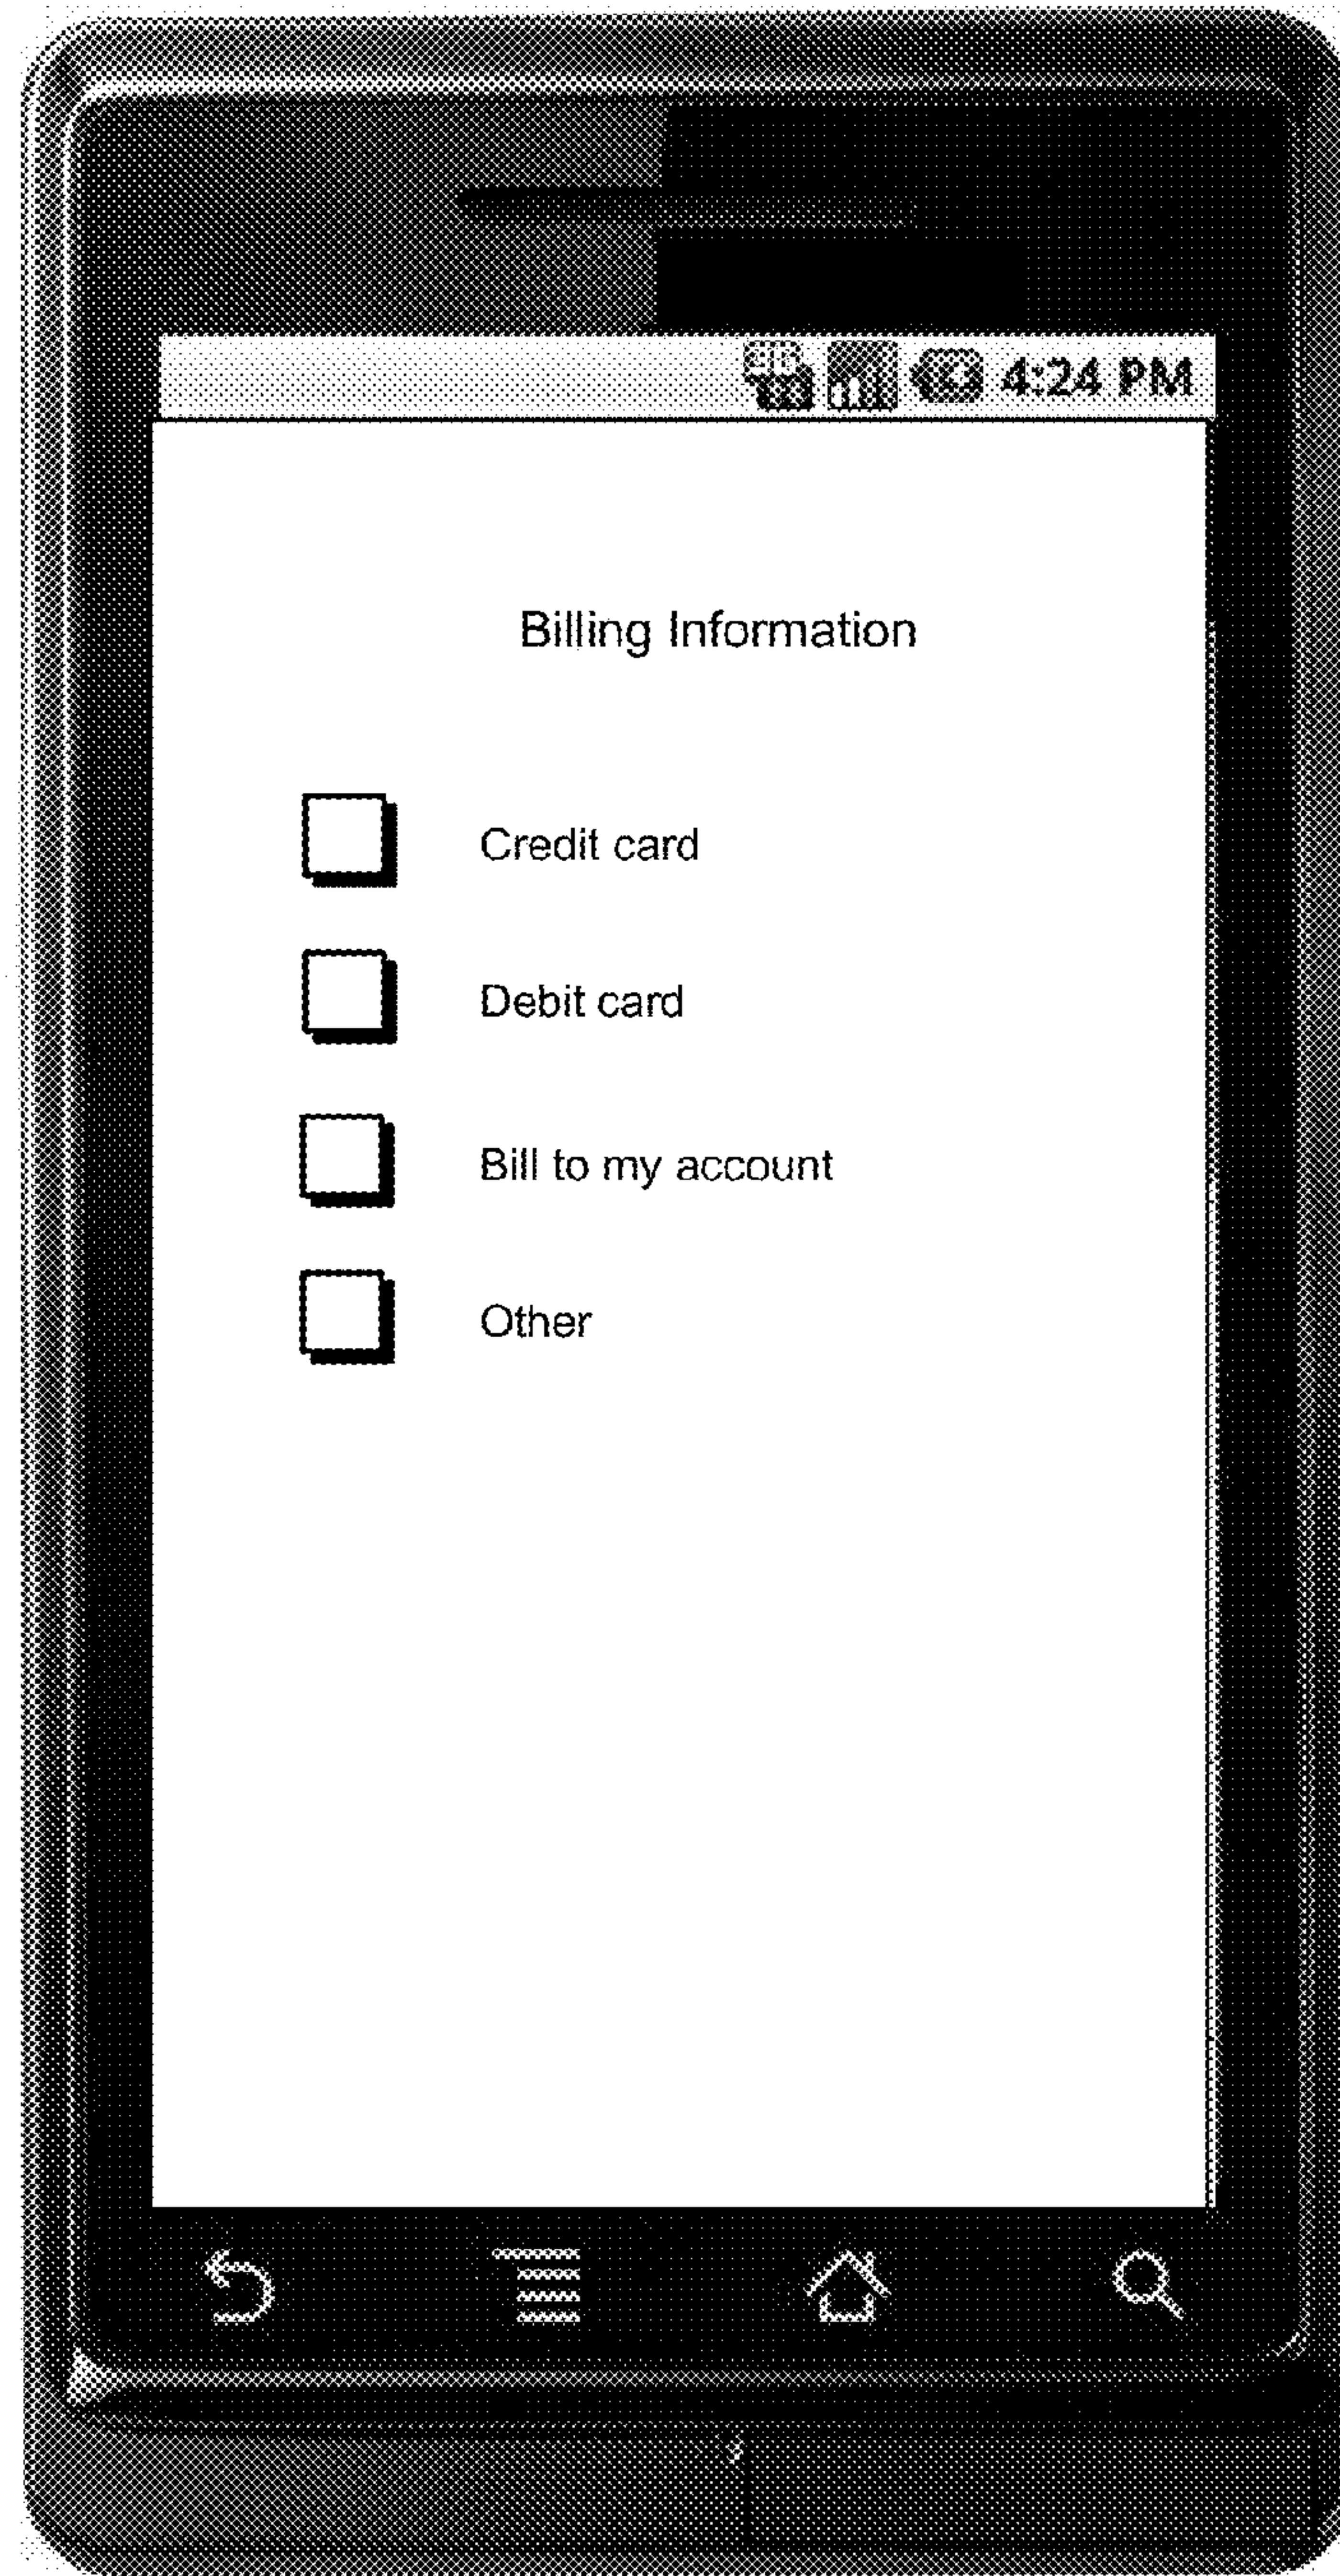 4:24 PM
Billing Information
Credit card
Debit card
Bill to my account
Other